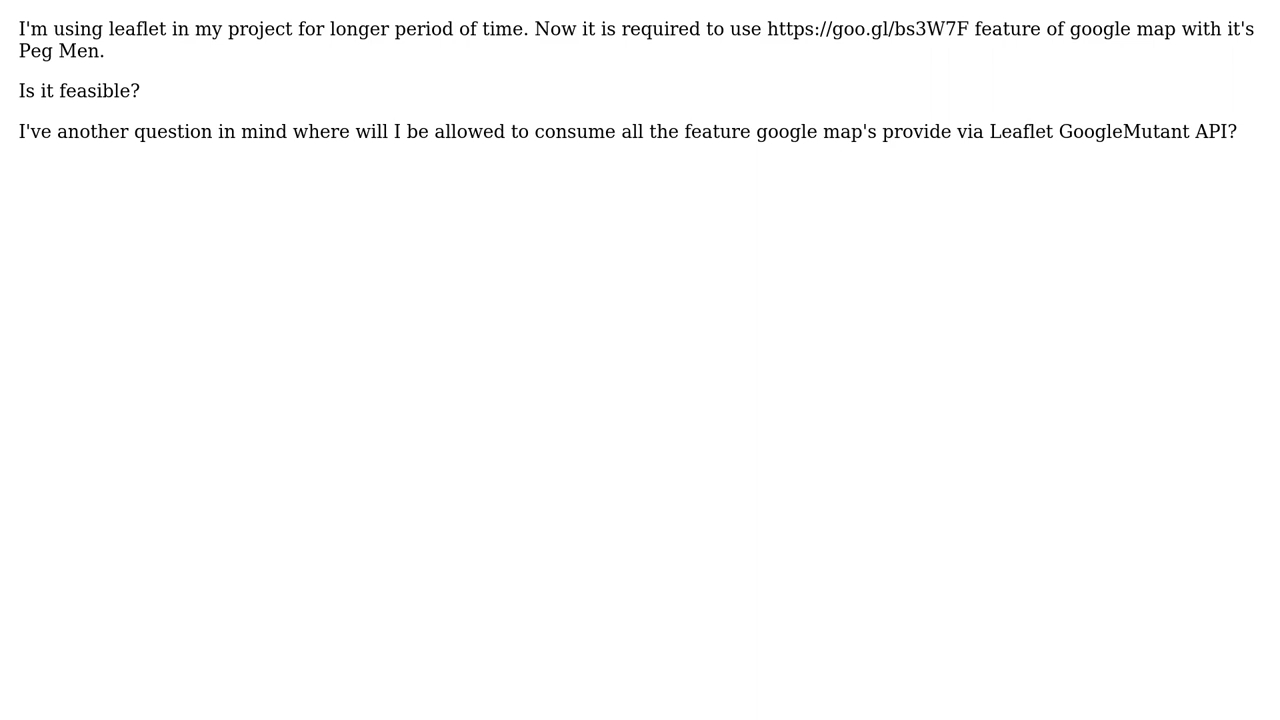 I'm using leaflet in my project for longer period of time. Now it is required to use https://goo.gl/bs3W7F feature of google map with it's
Peg Men.
Is it feasible?
I've another question in mind where will I be allowed to consume all the feature google map's provide via Leaflet GoogleMutant API?